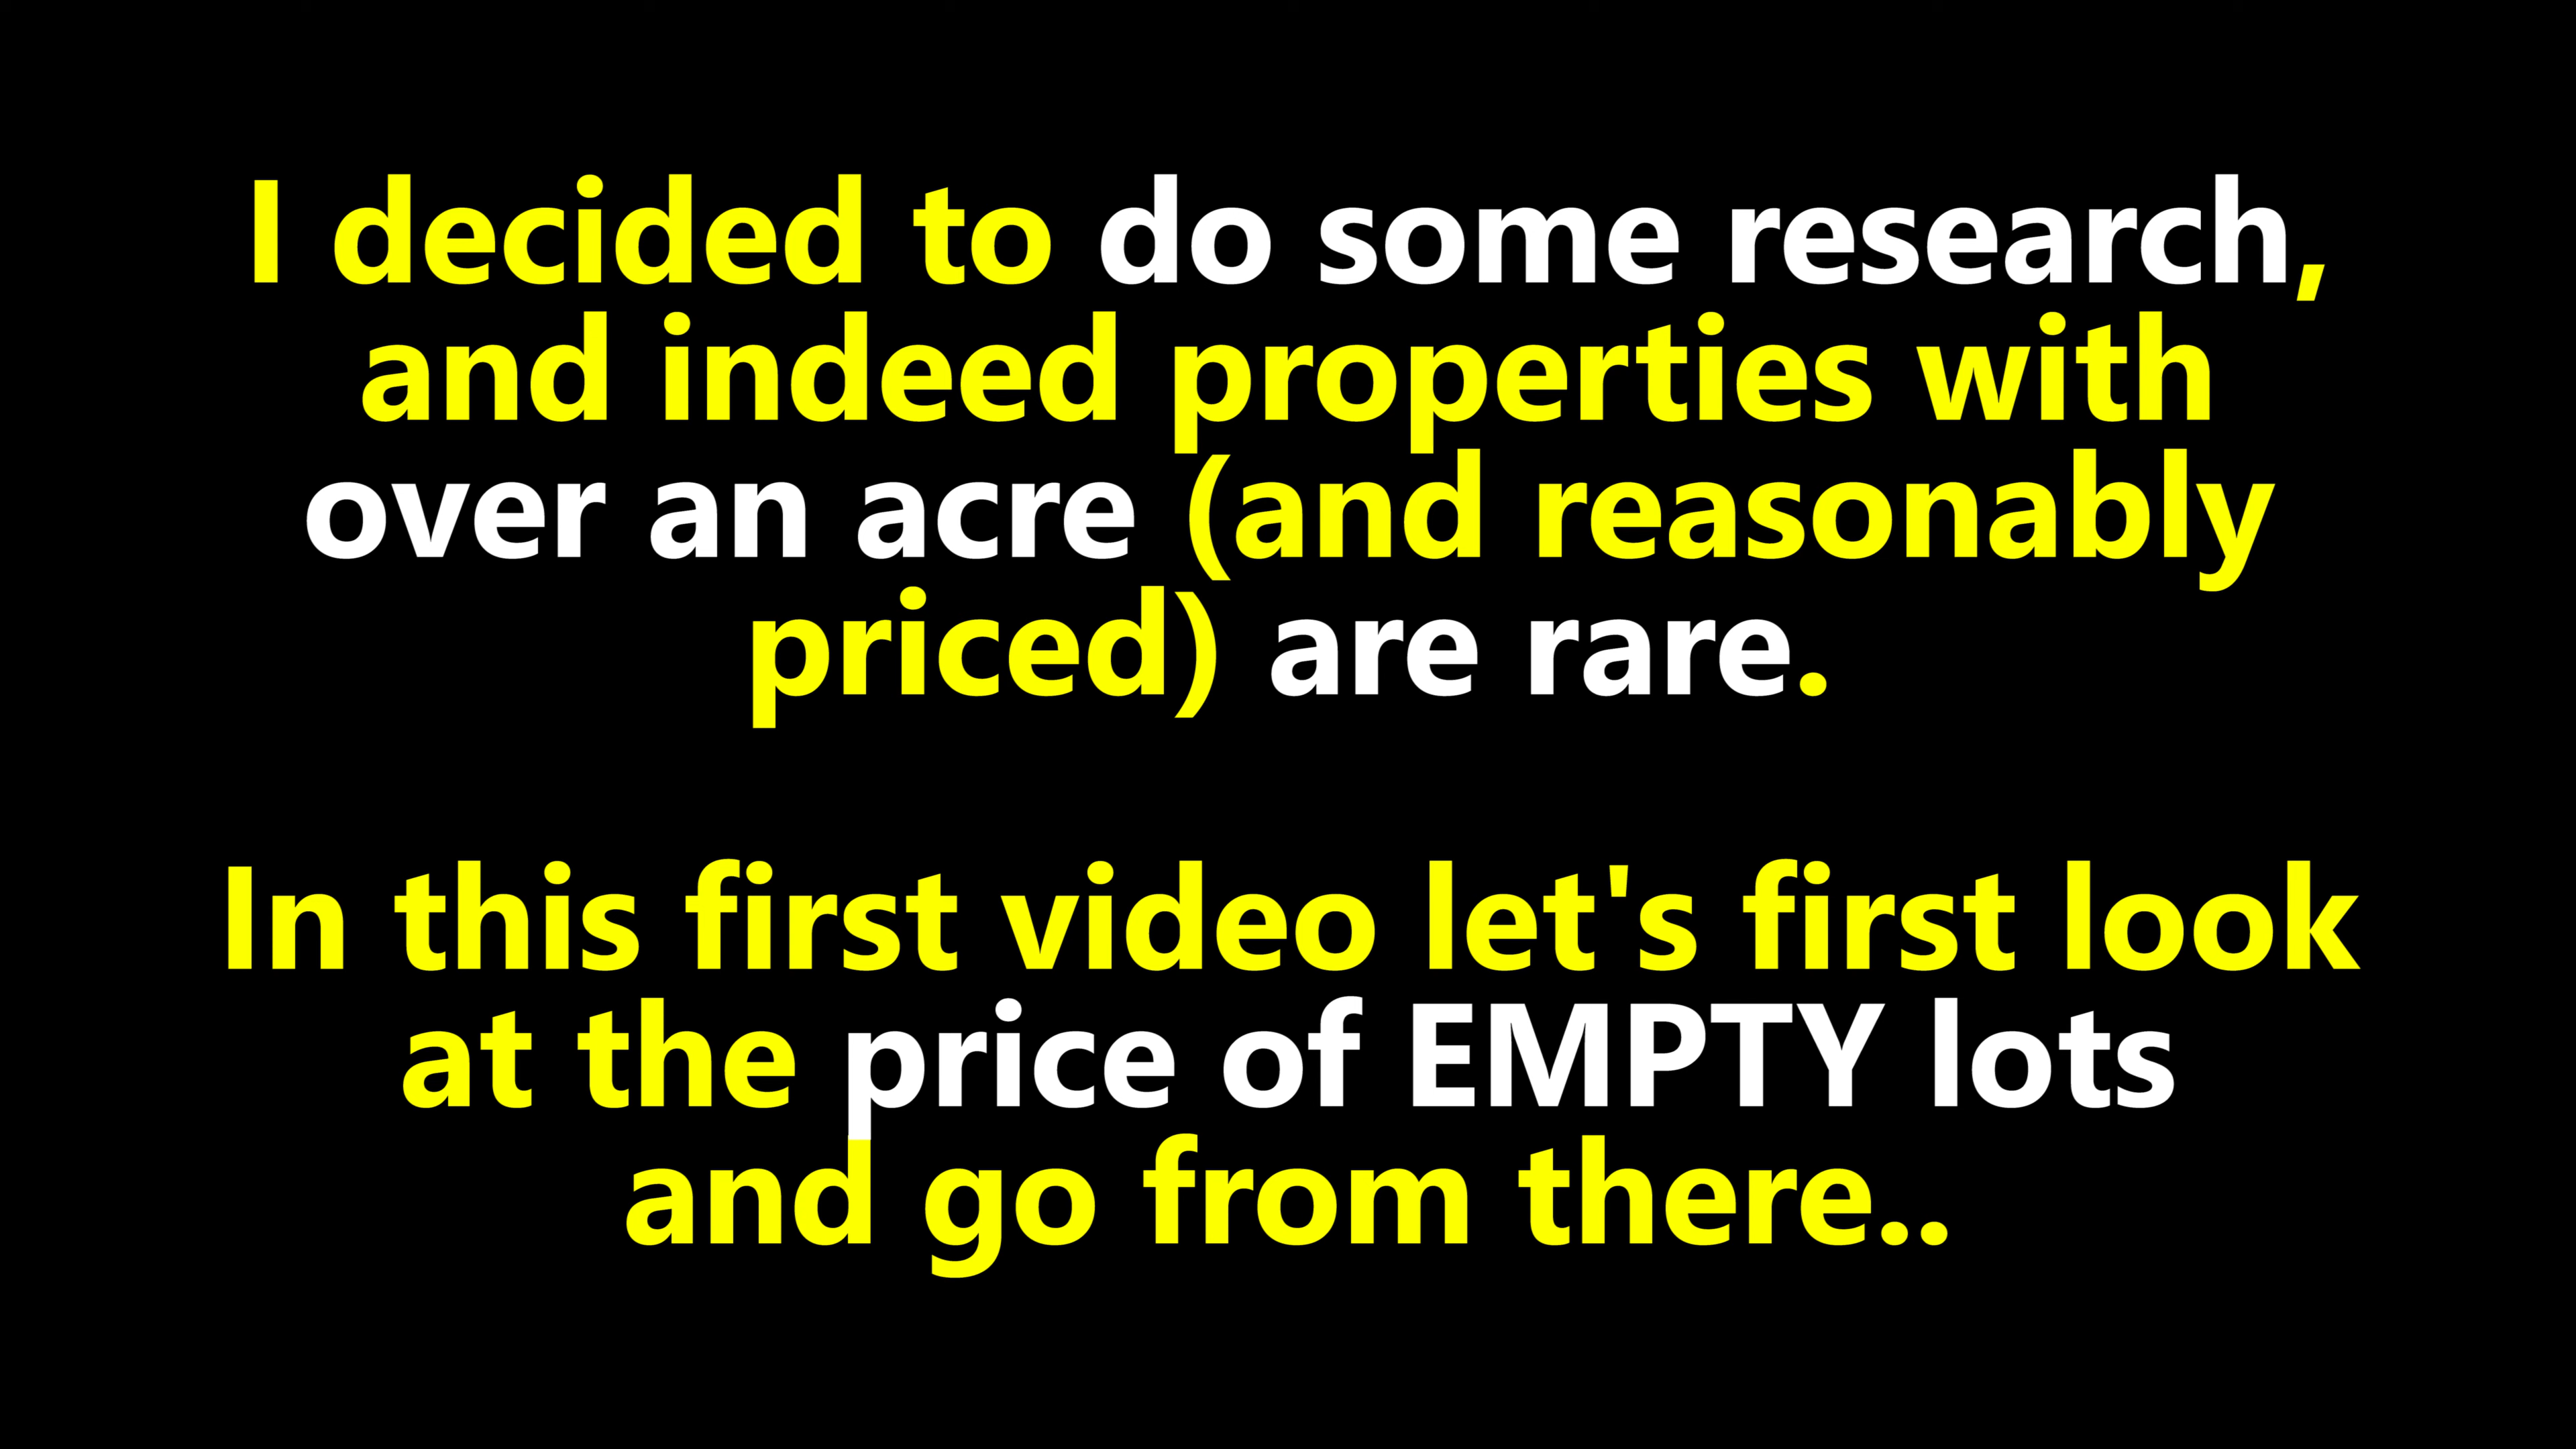 I decided to do some research,
and indeed properties with
over an acre (and reasonably
priced) are rare.
In this first video let's first look
at the price of EMPTY lots
and go from there..